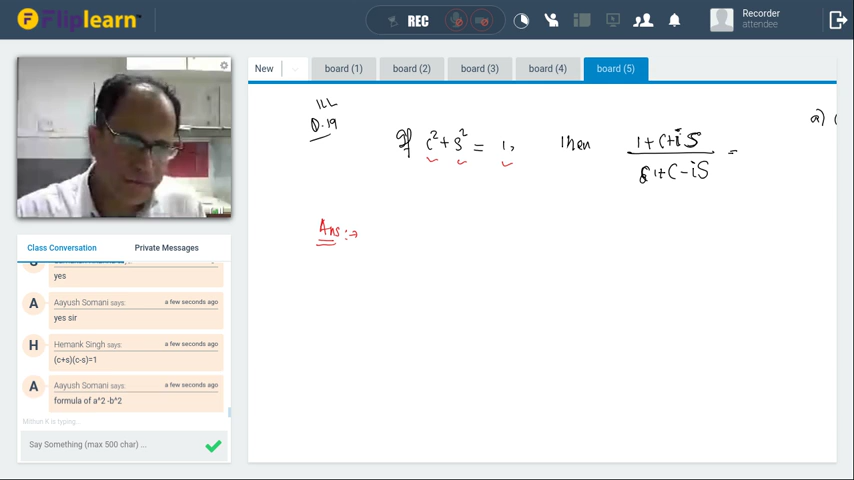 Fliplearn
REC
Recorder
attendee
New
board (1)
board (2)
board (3)
board (4)
board (5)
Ill
Q.19
If c² + s² = 1, then (1+c+is)/(1+c-is) =
a)
Ans :→
Class Conversation
Private Messages
yes
A
Aayush Somani says:
a few seconds ago
yes sir
H
Hemank Singh says:
a few seconds ago
(c+s)(c-s)=1
A
Aayush Somani says:
a few seconds ago
formula of a^2 -b^2
Mithun K is typing...
Say Something (max 500 char) ...